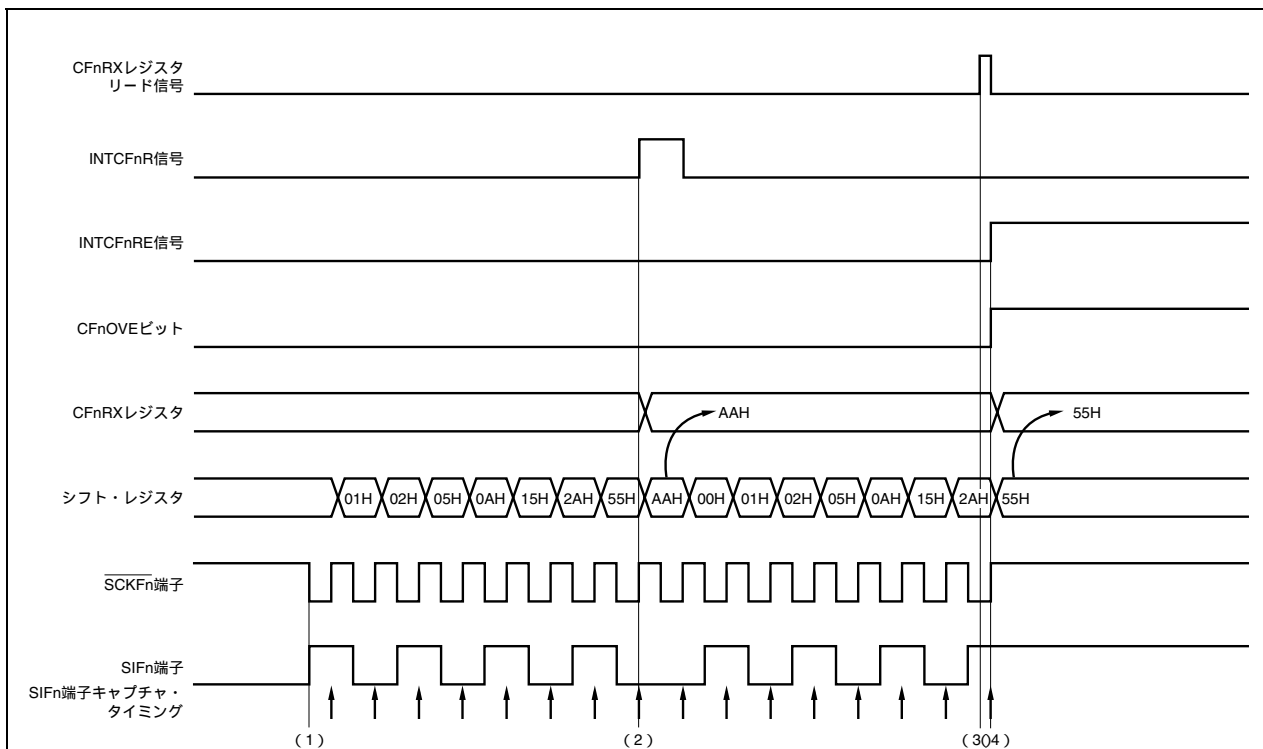 CFnRXレジスタ
リード信号
INTCFnR信号
INTCFnRE信号
CFnOVEビット
CFnRXレジスタ
AAH
55H
シフト・レジスタ
01H 02H 05H 0AH 15H 2AH 55H AAH 00H 01H 02H 05H 0AH 15H 2AH 55H
SCKFn端子
SIFn端子
SIFn端子キャプチャ・
タイミング
(1) (2) (3)(4)